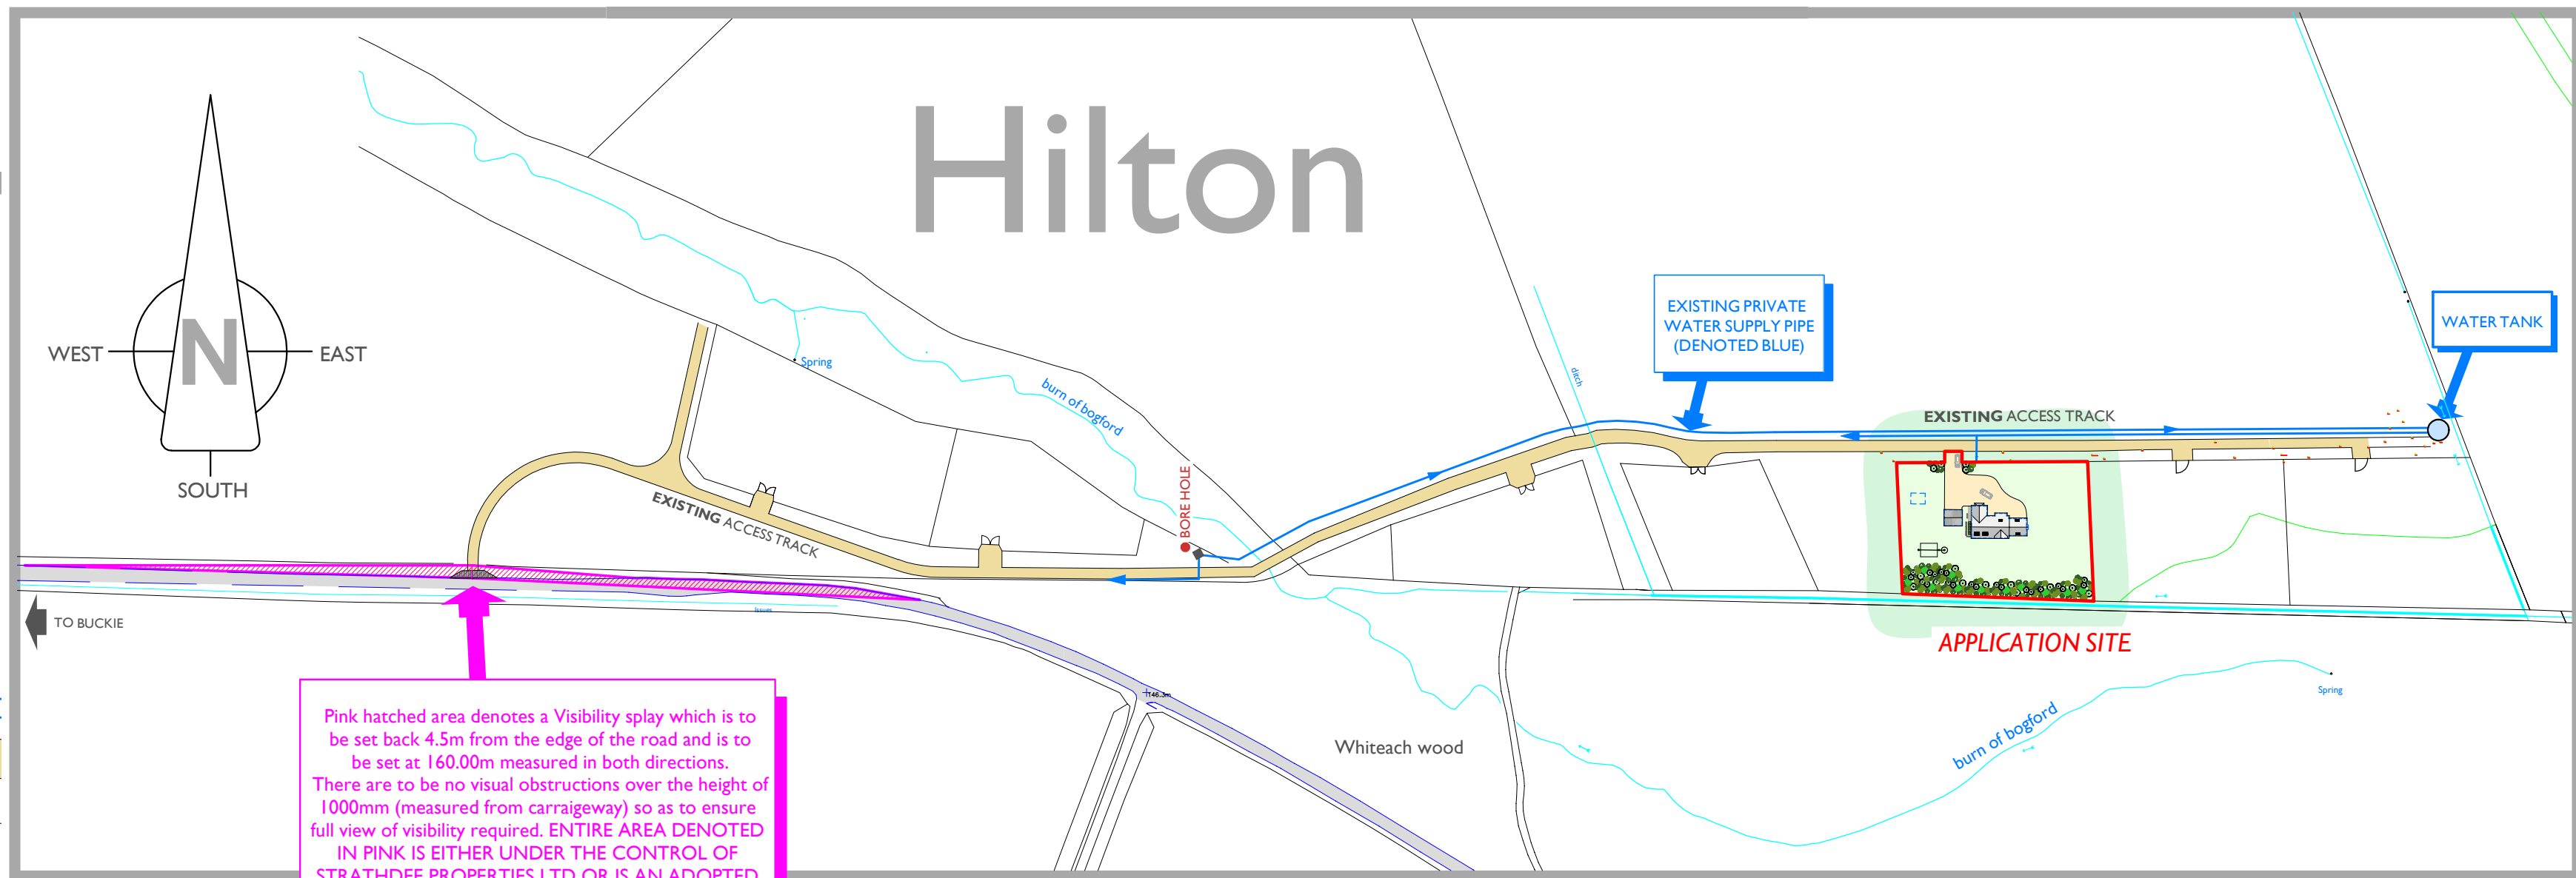 Hilton
N
WEST
EAST
SOUTH
EXISTING PRIVATE
WATER SUPPLY PIPE
(DENOTED BLUE)
WATER TANK
Spring
burn of bogford
ditch
EXISTING ACCESS TRACK
BORE HOLE
EXISTING ACCESS TRACK
Issues
TO BUCKIE
APPLICATION SITE
Spring
burn of bogford
Whiteach wood
Pink hatched area denotes a Visibility splay which is to
be set back 4.5m from the edge of the road and is to
be set at 160.00m measured in both directions.
There are to be no visual obstructions over the height of
1000mm (measured from carraigeway) so as to ensure
full view of visibility required. ENTIRE AREA DENOTED
IN PINK IS EITHER UNDER THE CONTROL OF
STRATHDEE PROPERTIES LTD OR IS AN ADOPTED